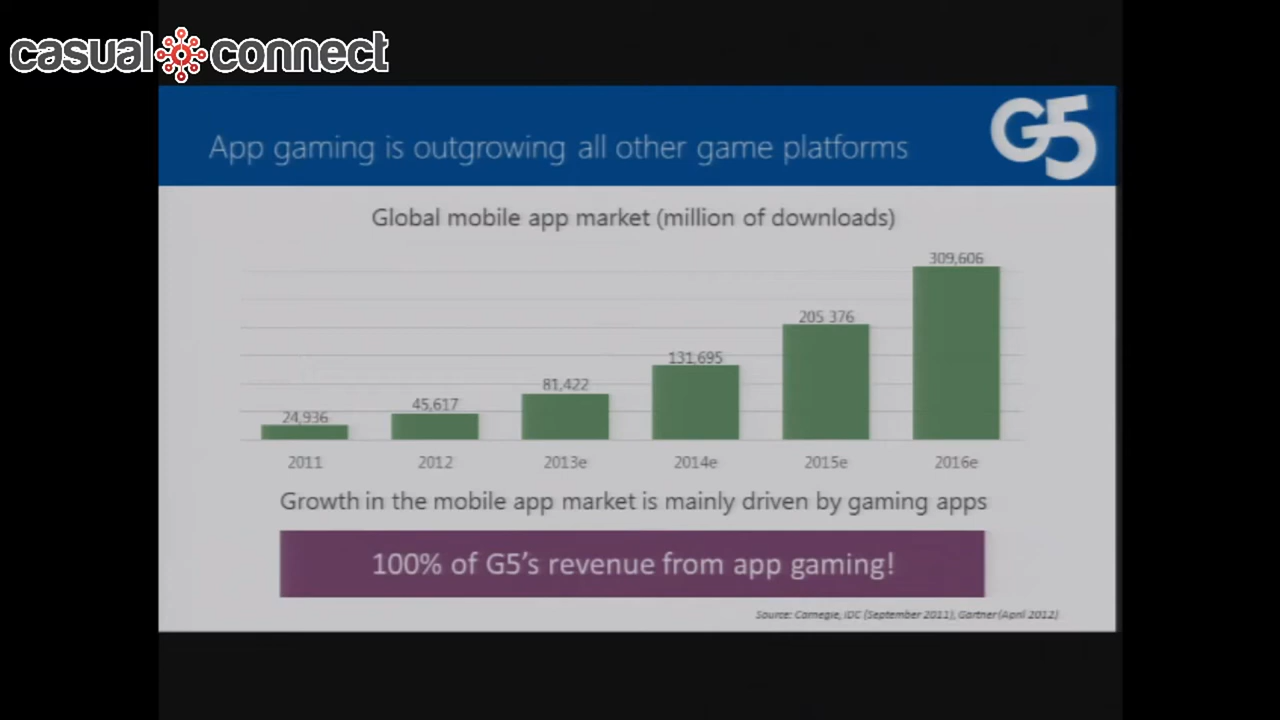 casual connect
G5
App gaming is outgrowing all other game platforms
Global mobile app market (million of downloads)
309,606
205 376
131,695
81,422
45,617
24,936
2011 2012 2013e 2014e 2015e 2016e
Growth in the mobile app market is mainly driven by gaming apps
100% of G5's revenue from app gaming!
Source: Carnegie, IDC (September 2011), Gartner (April 2012)